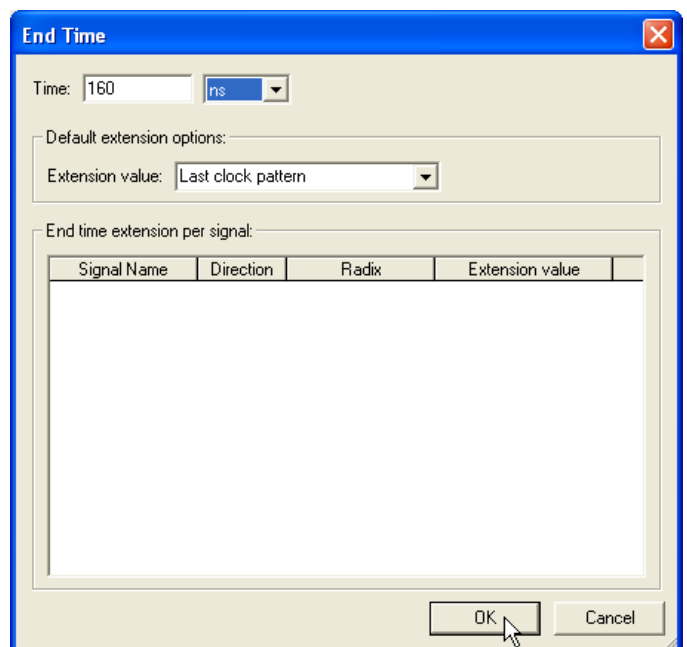 End Time
Time: 160 ns
Default extension options:
Extension value: Last clock pattern
End time extension per signal:
Signal Name Direction Radix Extension value
OK Cancel